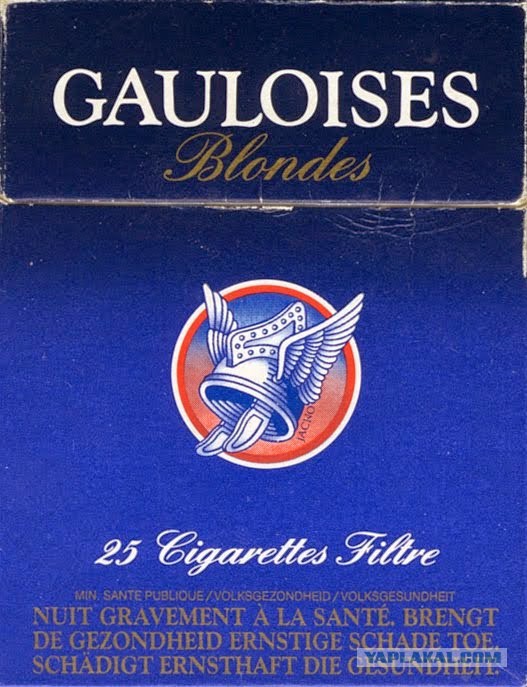 GAULOISES
Blondes
JACNO
25 Cigarettes Filtre
MIN. SANTE PUBLIQUE / VOLKSGEZONDHEID / VOLKSGESUNDHEIT
NUIT GRAVEMENT À LA SANTÉ. BRENGT
DE GEZONDHEID ERNSTIGE SCHADE TOE.
SCHÄDIGT ERNSTHAFT DIE GESUNDHEIT.
YAPLAKAL.COM